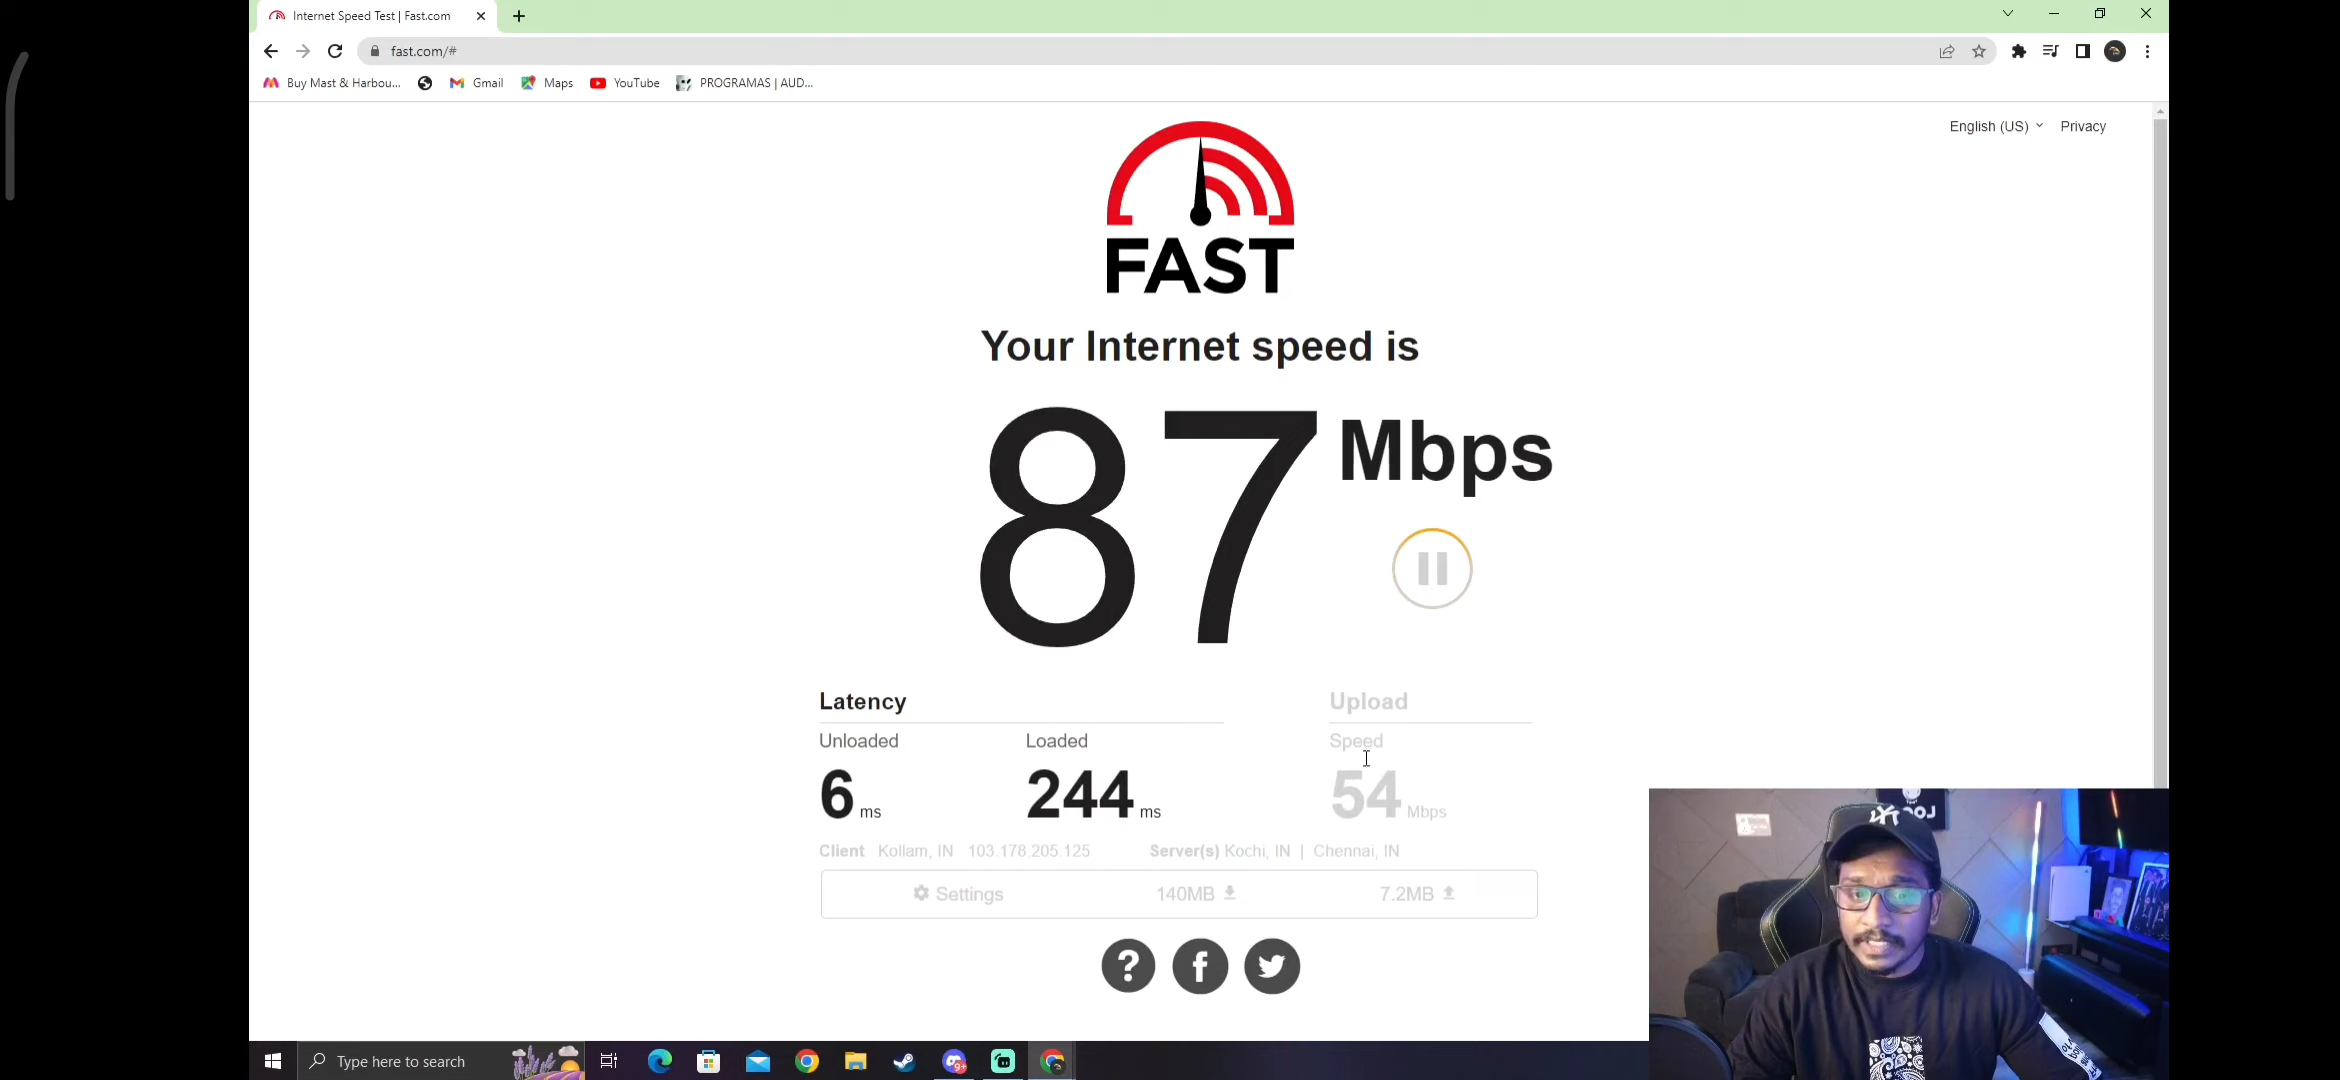 Internet Speed Test | Fast.com
fast.com/#
Buy Mast & Harbou...
Gmail
Maps
YouTube
PROGRAMAS | AUD...
English (US)
Privacy
FAST
Your Internet speed is
87 Mbps
Latency
Upload
Unloaded
Loaded
Speed
6 ms
244 ms
54 Mbps
Client Kollam, IN 103.178.205.125
Server(s) Kochi, IN | Chennai, IN
Settings
140MB
7.2MB
?
f
Type here to search
9+